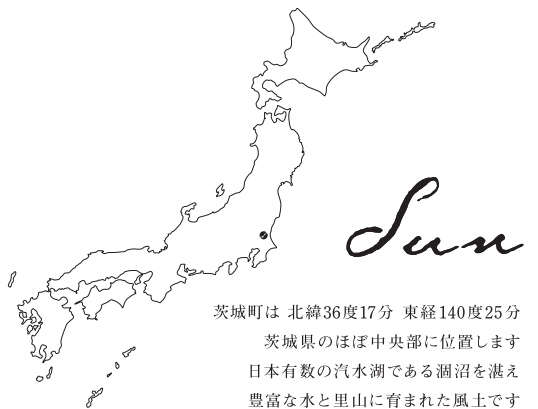 Sun
茨城町は 北緯36度17分 東経140度25分
茨城県のほぼ中央部に位置します
日本有数の汽水湖である涸沼を湛え
豊富な水と里山に育まれた風土です